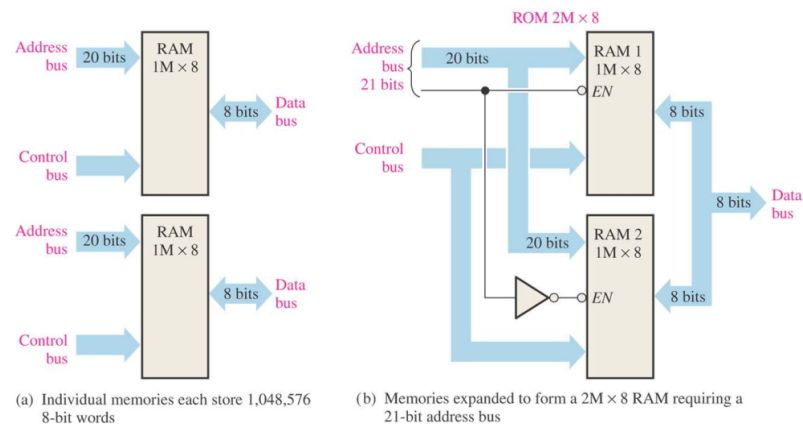 Address
bus
20 bits
RAM
1M × 8
8 bits
Data
bus
Control
bus
Address
bus
20 bits
RAM
1M × 8
8 bits
Data
bus
Control
bus
(a) Individual memories each store 1,048,576
8-bit words
ROM 2M × 8
Address
bus
21 bits
20 bits
RAM 1
1M × 8
EN
8 bits
Control
bus
8 bits
Data
bus
20 bits
RAM 2
1M × 8
EN
8 bits
(b) Memories expanded to form a 2M × 8 RAM requiring a
21-bit address bus